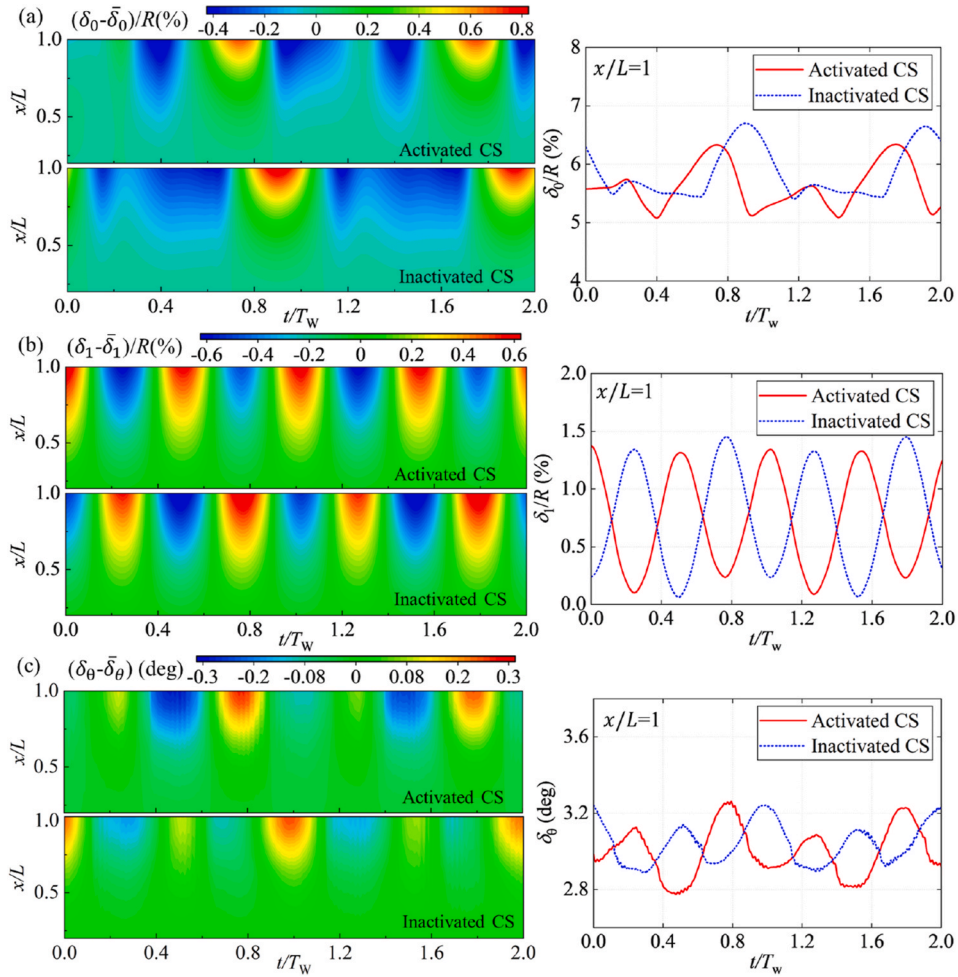 (a) (δ₀-δ̄₀)/R(%)
-0.4 -0.2 0 0.2 0.4 0.6 0.8
1.0
x/L
0.5
Activated CS
1.0
x/L
0.5
Inactivated CS
0.0 0.4 0.8 1.2 1.6 2.0
t/T_W
8
7
6
5
4
δ₀/R (%)
x/L=1
Activated CS
Inactivated CS
0.0 0.4 0.8 1.2 1.6 2.0
t/T_w
(b) (δ₁-δ̄₁)/R(%)
-0.6 -0.4 -0.2 0 0.2 0.4 0.6
1.0
x/L
0.5
Activated CS
1.0
x/L
0.5
Inactivated CS
0.0 0.4 0.8 1.2 1.6 2.0
t/T_W
2.0
1.5
1.0
0.5
0.0
δ₁/R (%)
x/L=1
Activated CS
Inactivated CS
0.0 0.4 0.8 1.2 1.6 2.0
t/T_w
(c) (δ_θ-δ̄_θ) (deg)
-0.3 -0.2 -0.08 0 0.08 0.2 0.3
1.0
x/L
0.5
Activated CS
1.0
x/L
0.5
Inactivated CS
0.0 0.4 0.8 1.2 1.6 2.0
t/T_W
3.6
3.2
2.8
δ_θ (deg)
x/L=1
Activated CS
Inactivated CS
0.0 0.4 0.8 1.2 1.6 2.0
t/T_w